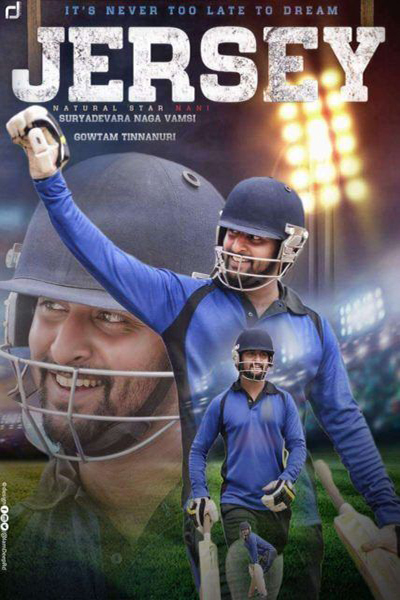 IT'S NEVER TOO LATE TO DREAM
JERSEY
NATURAL STAR NANI
SURYADEVARA NAGA VAMSI
GOWTAM TINNANURI